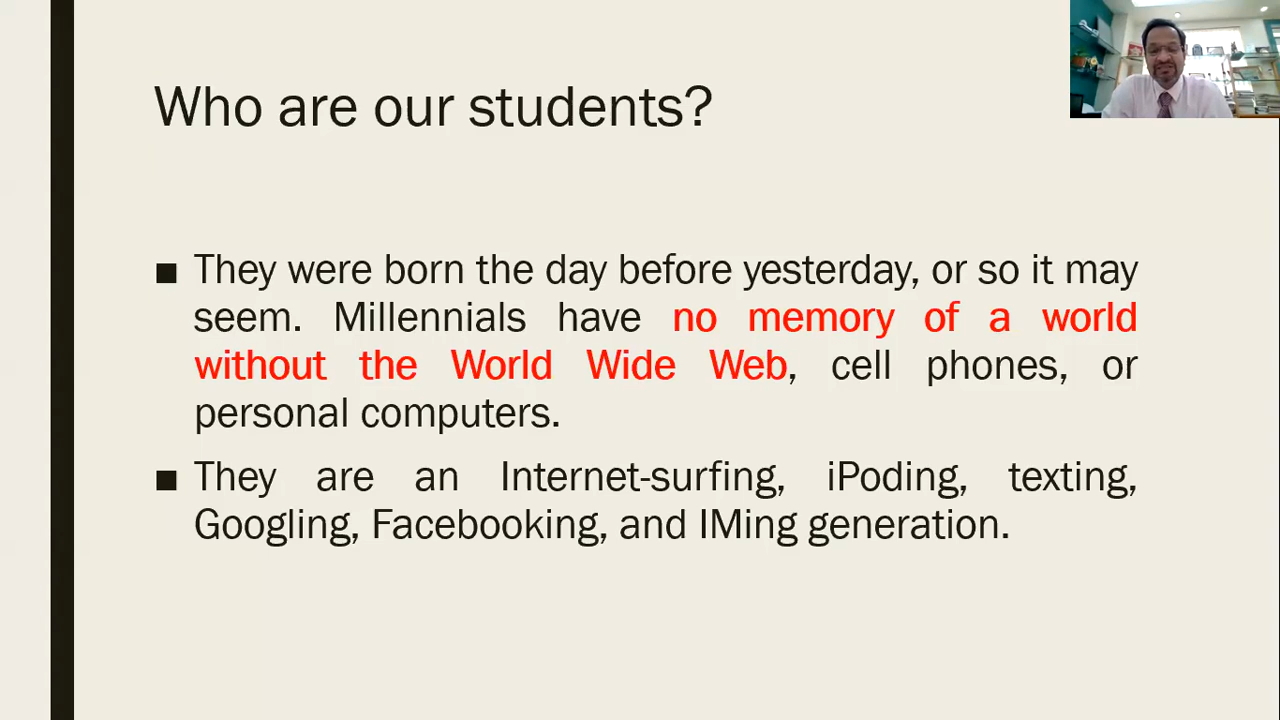 Who are our students?
■ They were born the day before yesterday, or so it may
seem. Millennials have no memory of a world
without the World Wide Web, cell phones, or
personal computers.
■ They are an Internet-surfing, iPoding, texting,
Googling, Facebooking, and IMing generation.